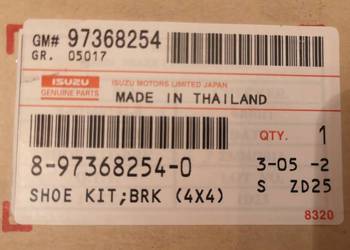 GM# 97368254
GR. 05017
ISUZU
GENUINE PARTS
ISUZU MOTORS LIMITED JAPAN
MADE IN THAILAND
QTY. 1
8-97368254-0
3-05 -2
SHOE KIT;BRK (4X4)
S ZD25
8320